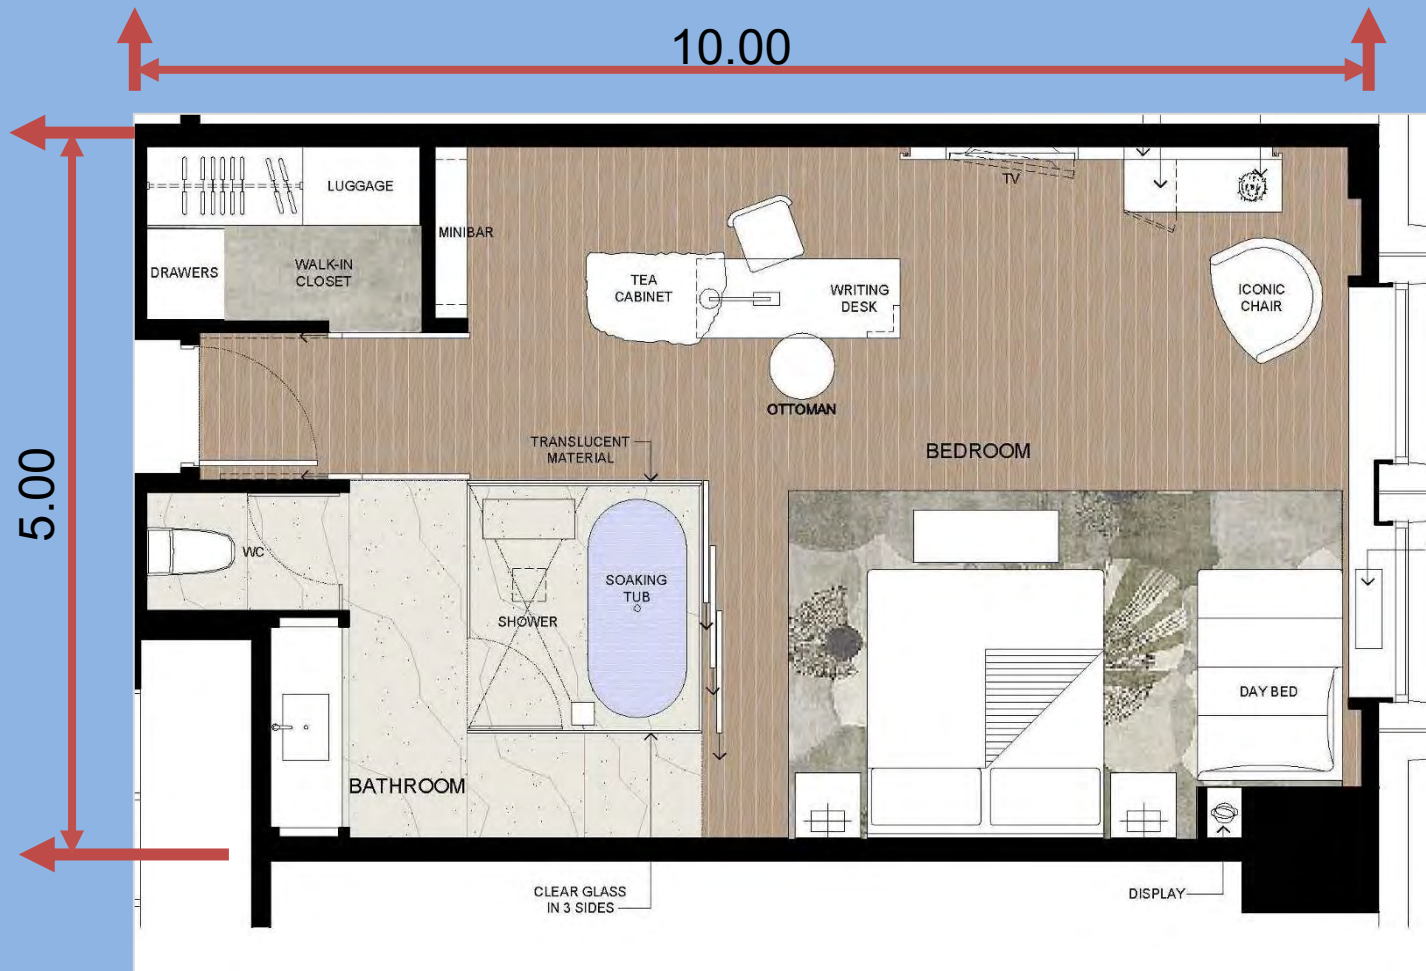 10.00
5.00
LUGGAGE
MINIBAR
DRAWERS
WALK-IN
CLOSET
TV
TEA
CABINET
WRITING
DESK
ICONIC
CHAIR
OTTOMAN
TRANSLUCENT
MATERIAL
BEDROOM
WC
SOAKING
TUB
SHOWER
DAY BED
BATHROOM
CLEAR GLASS
IN 3 SIDES
DISPLAY